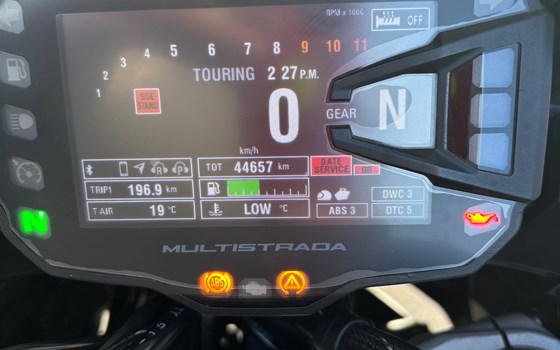 RPM x 1000
OFF
1 2 3 4 5 6 7 8 9 10 11
TOURING 2 27 P.M.
SIDE STAND
0
km/h
GEAR N
TOT 44657 km
DATE SERVICE
TRIP1 196.9 km
T AIR 19 °C
LOW °C
ABS 3
DWC 3
DTC 5
N
MULTISTRADA
ABS